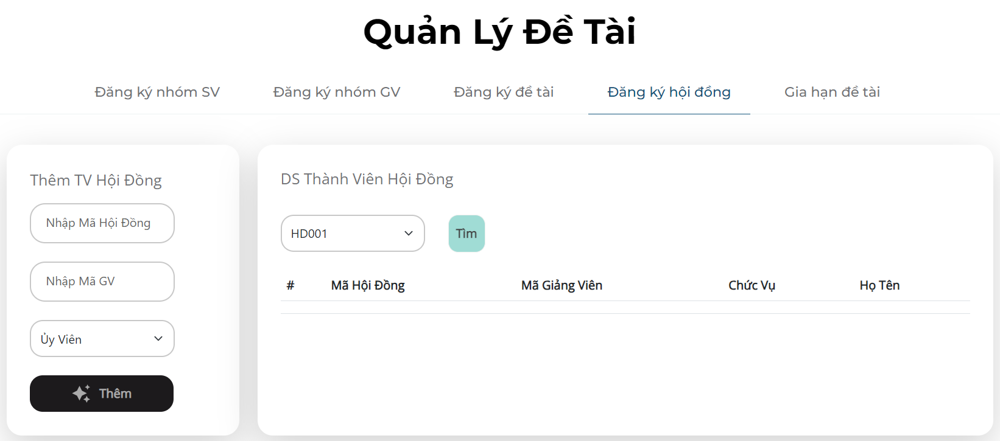 Quản Lý Đề Tài
Đăng ký nhóm SV
Đăng ký nhóm GV
Đăng ký đề tài
Đăng ký hội đồng
Gia hạn đề tài
Thêm TV Hội Đồng
Nhập Mã Hội Đồng
Nhập Mã GV
Ủy Viên
Thêm
DS Thành Viên Hội Đồng
HD001
Tìm
# Mã Hội Đồng Mã Giảng Viên Chức Vụ Họ Tên